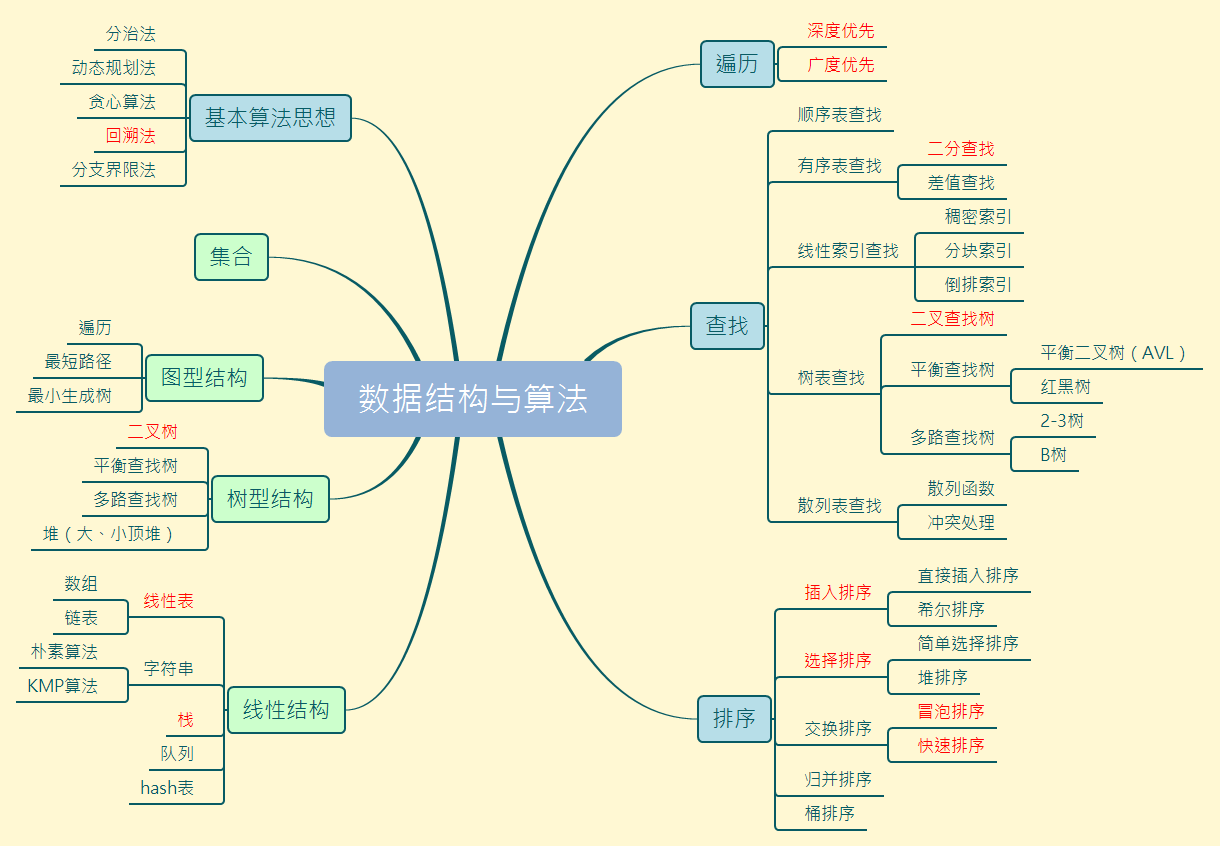 数据结构与算法
基本算法思想
分治法
动态规划法
贪心算法
回溯法
分支界限法
集合
图型结构
遍历
最短路径
最小生成树
树型结构
二叉树
平衡查找树
多路查找树
堆（大、小顶堆）
线性结构
线性表
数组
链表
字符串
朴素算法
KMP算法
栈
队列
hash表
遍历
深度优先
广度优先
查找
顺序表查找
有序表查找
二分查找
差值查找
线性索引查找
稠密索引
分块索引
倒排索引
树表查找
二叉查找树
平衡查找树
平衡二叉树（AVL）
红黑树
多路查找树
2-3树
B树
散列表查找
散列函数
冲突处理
排序
插入排序
直接插入排序
希尔排序
选择排序
简单选择排序
堆排序
交换排序
冒泡排序
快速排序
归并排序
桶排序